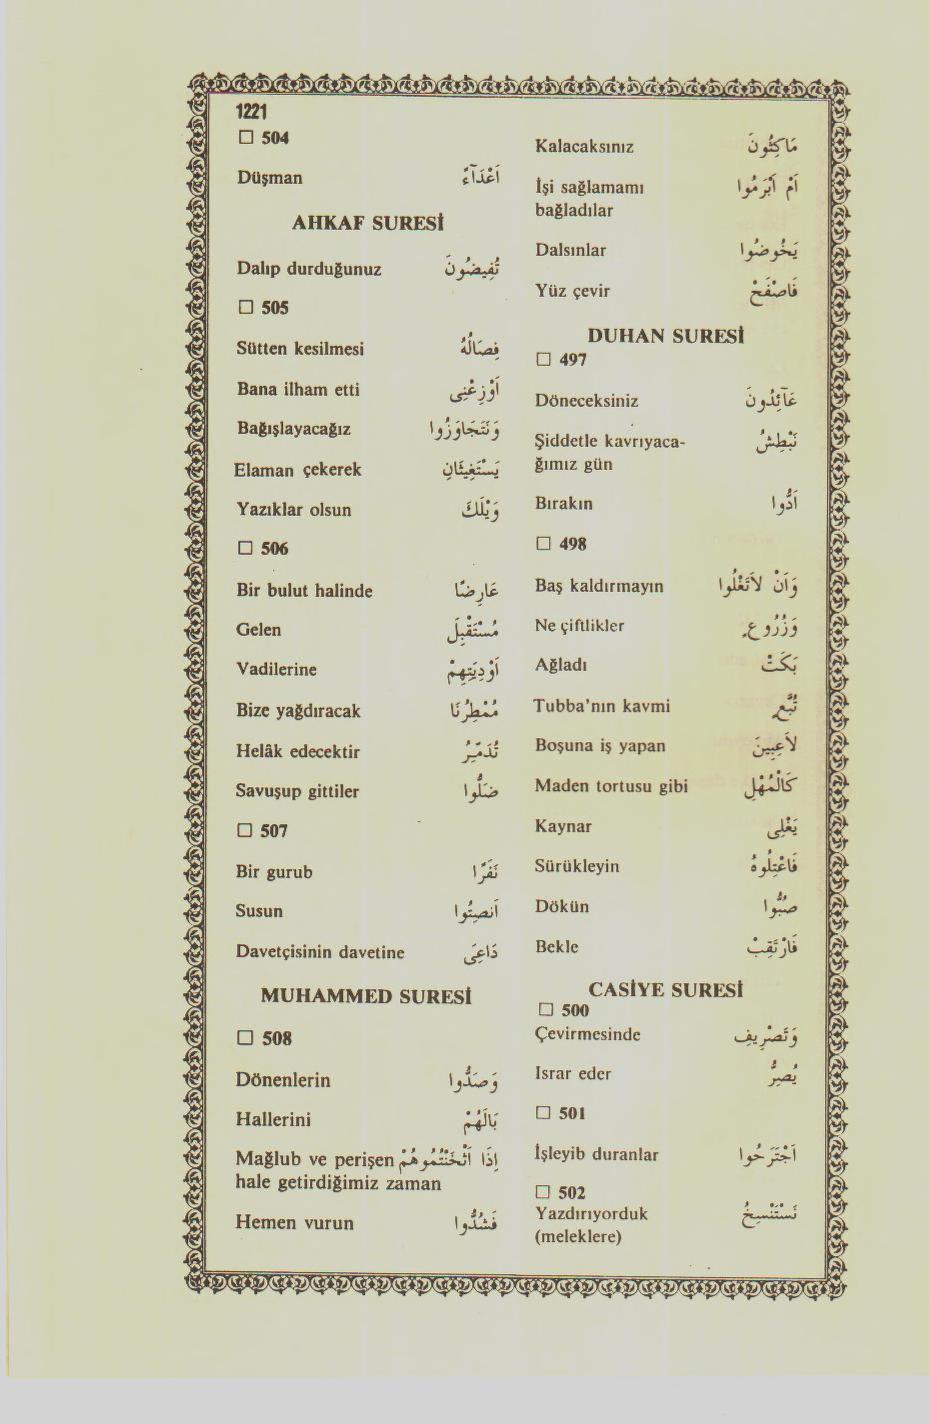 1221
□ 504
Düşman أَعْدَآءً
AHKAF SURESİ
Dalıp durduğunuz تُفِيضُونَ
□ 505
Sütten kesilmesi فِصَالُهُ
Bana ilham etti أَوْزِعْنِى
Bağışlayacağız وَنَتَجَاوَزُوا
Elaman çekerek يَسْتَغِيثَانِ
Yazıklar olsun وَيْلَكَ
□ 506
Bir bulut halinde عَارِضًا
Gelen مُسْتَقْبِلَ
Vadilerine أَوْدِيَتِهِمْ
Bize yağdıracak مُمْطِرُنَا
Helâk edecektir تُدَمِّرُ
Savuşup gittiler ضَلُّوا
□ 507
Bir gurub نَفَرًا
Susun أَنصِتُوا
Davetçisinin davetine دَاعِىَ
MUHAMMED SURESİ
□ 508
Dönenlerin وَصَدُّوا
Hallerini بَالَهُمْ
Mağlub ve perişen إِذَا أَثْخَنْتُمُوهُمْ
hale getirdiğimiz zaman
Hemen vurun فَشُدُّوا
Kalacaksınız مَاكِثُونَ
İşi sağlamamı أَمْ أَبْرَمُوا
bağladılar
Dalsınlar يَخُوضُوا
Yüz çevir فَاصْفَحْ
DUHAN SURESİ
□ 497
Döneceksiniz عَآئِدُونَ
Şiddetle kavrıyaca- نَبْطِشُ
ğımız gün
Bırakın أَدُّوا
□ 498
Baş kaldırmayın وَأَنْ لَاتَعْلُوا
Ne çiftlikler وَزُرُوعٍ
Ağladı بَكَتْ
Tubba'nın kavmi تُبَّعٍ
Boşuna iş yapan لَاعِبِينَ
Maden tortusu gibi كَالْمُهْلِ
Kaynar يَغْلِى
Sürükleyin فَاعْتِلُوهُ
Dökün صُبُّوا
Bekle فَارْتَقِبْ
CASİYE SURESİ
□ 500
Çevirmesinde وَتَصْرِيفِ
Israr eder يُصِرُّ
□ 501
İşleyib duranlar اَجْتَرَحُوا
□ 502
Yazdırıyorduk نَسْتَنْسِخُ
(meleklere)